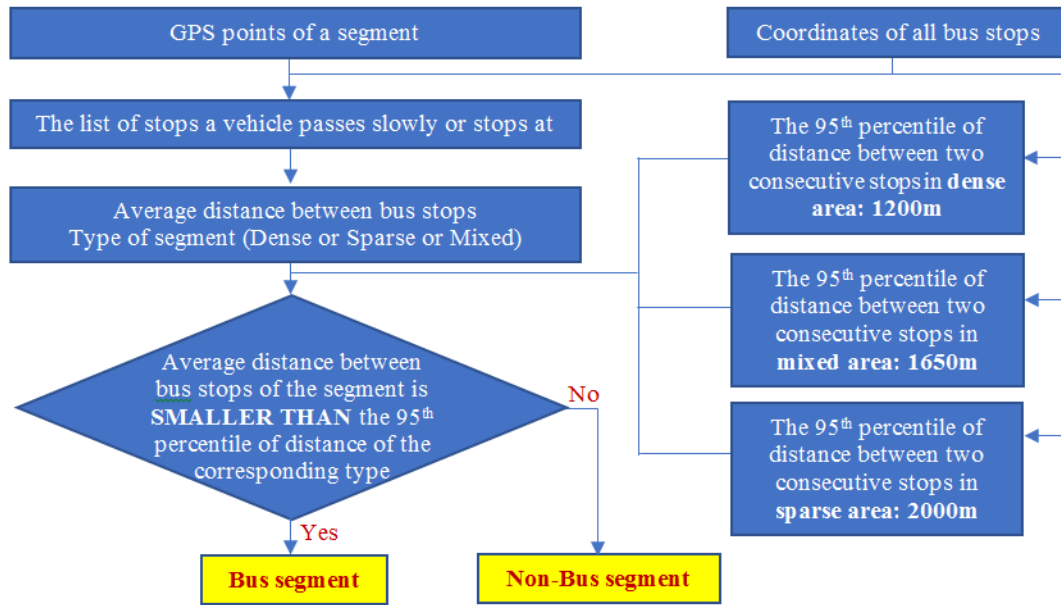 GPS points of a segment
Coordinates of all bus stops
The list of stops a vehicle passes slowly or stops at
Average distance between bus stops
Type of segment (Dense or Sparse or Mixed)
The 95th percentile of
distance between two
consecutive stops in dense
area: 1200m
The 95th percentile of
distance between two
consecutive stops in
mixed area: 1650m
The 95th percentile of
distance between two
consecutive stops in
sparse area: 2000m
Average distance between
bus stops of the segment is
SMALLER THAN the 95th
percentile of distance of the
corresponding type
No
Yes
Bus segment
Non-Bus segment